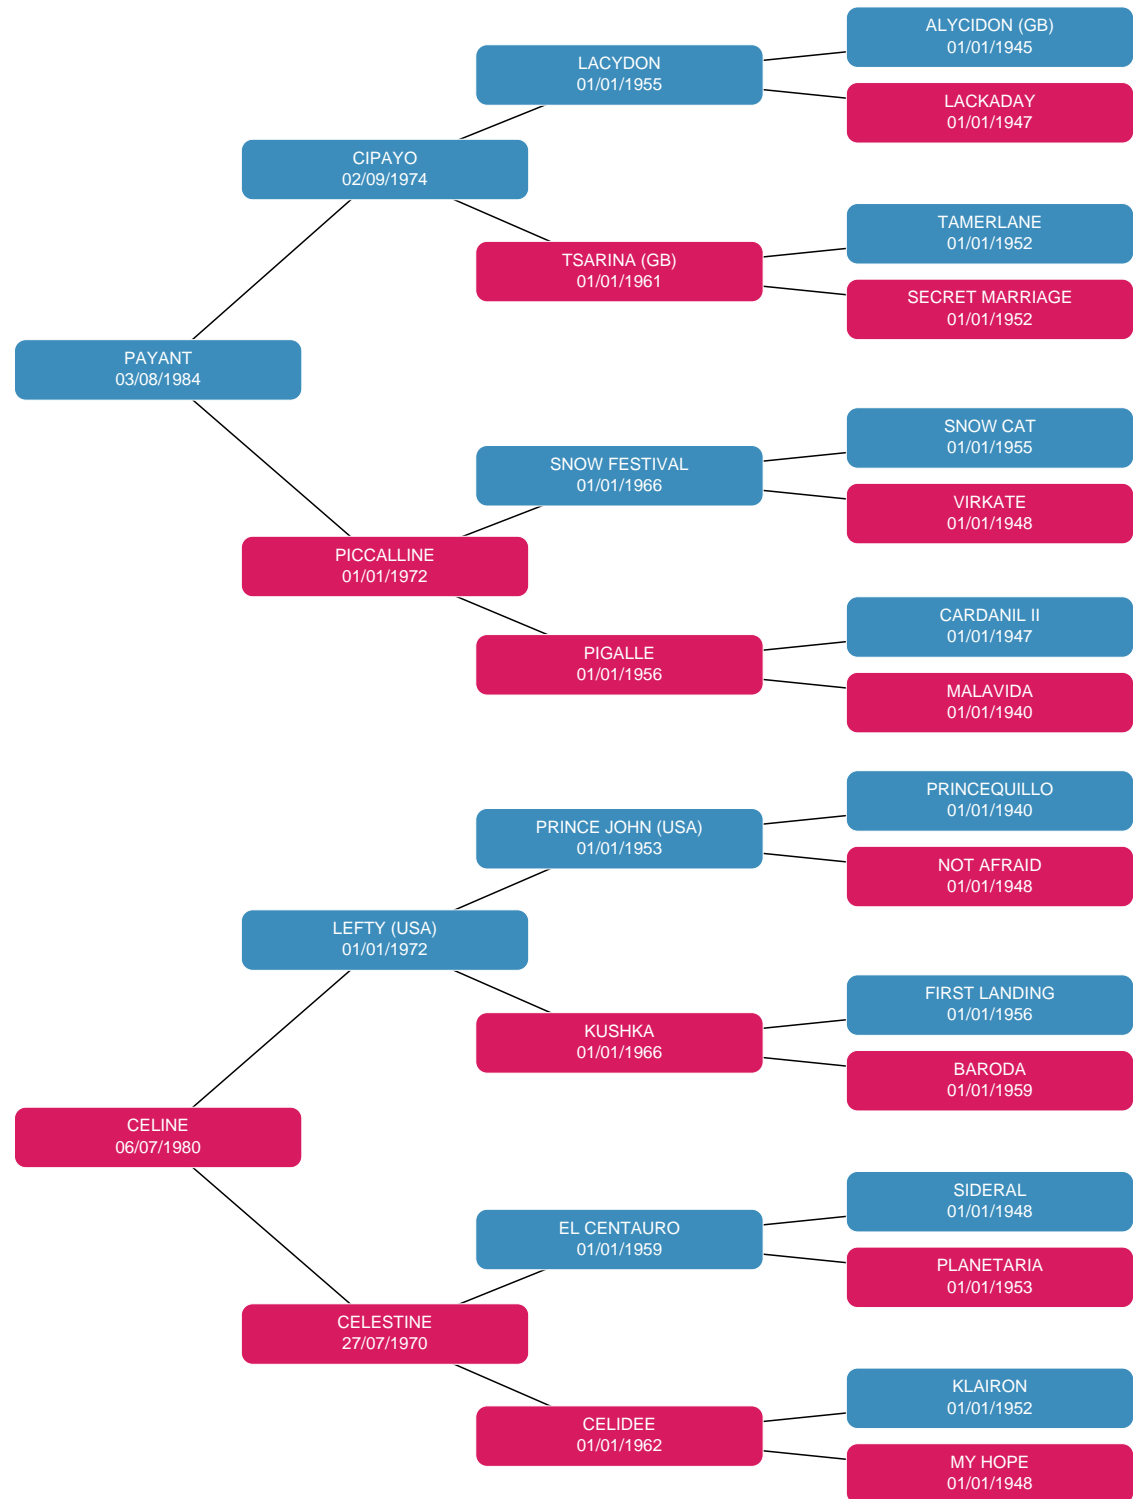 ALYCIDON (GB)
01/01/1945
LACYDON
01/01/1955
LACKADAY
01/01/1947
CIPAYO
02/09/1974
TAMERLANE
01/01/1952
TSARINA (GB)
01/01/1961
SECRET MARRIAGE
01/01/1952
PAYANT
03/08/1984
SNOW CAT
01/01/1955
SNOW FESTIVAL
01/01/1966
VIRKATE
01/01/1948
PICCALLINE
01/01/1972
CARDANIL II
01/01/1947
PIGALLE
01/01/1956
MALAVIDA
01/01/1940
PRINCEQUILLO
01/01/1940
PRINCE JOHN (USA)
01/01/1953
NOT AFRAID
01/01/1948
LEFTY (USA)
01/01/1972
FIRST LANDING
01/01/1956
KUSHKA
01/01/1966
BARODA
01/01/1959
CELINE
06/07/1980
SIDERAL
01/01/1948
EL CENTAURO
01/01/1959
PLANETARIA
01/01/1953
CELESTINE
27/07/1970
KLAIRON
01/01/1952
CELIDEE
01/01/1962
MY HOPE
01/01/1948